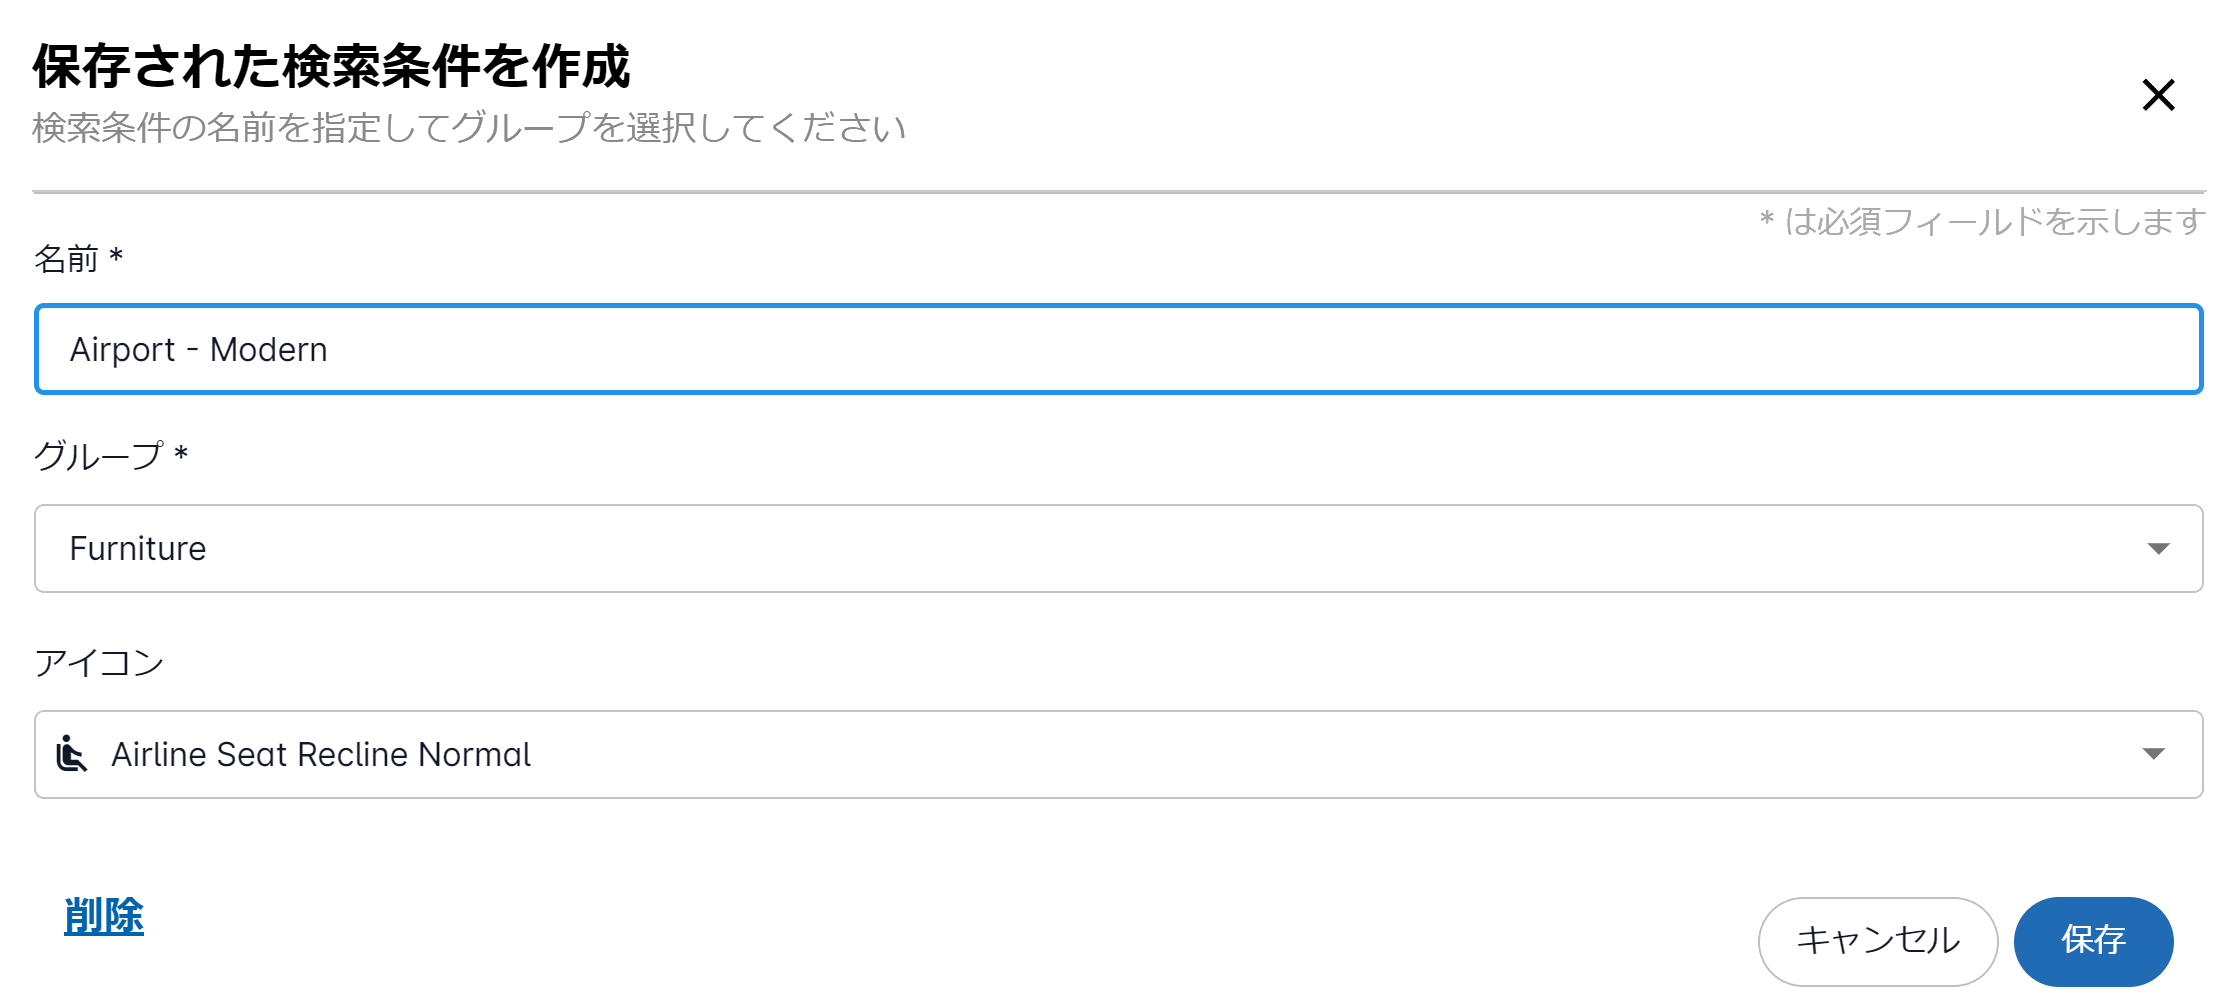 保存された検索条件を作成
検索条件の名前を指定してグループを選択してください
* は必須フィールドを示します
名前 *
Airport - Modern
グループ *
Furniture
アイコン
Airline Seat Recline Normal
削除
キャンセル
保存